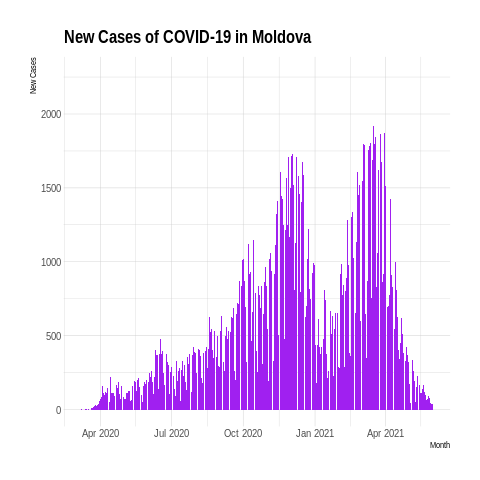 New Cases of COVID-19 in Moldova
New Cases
2000
1500
1000
500
0
Apr 2020 Jul 2020 Oct 2020 Jan 2021 Apr 2021
Month